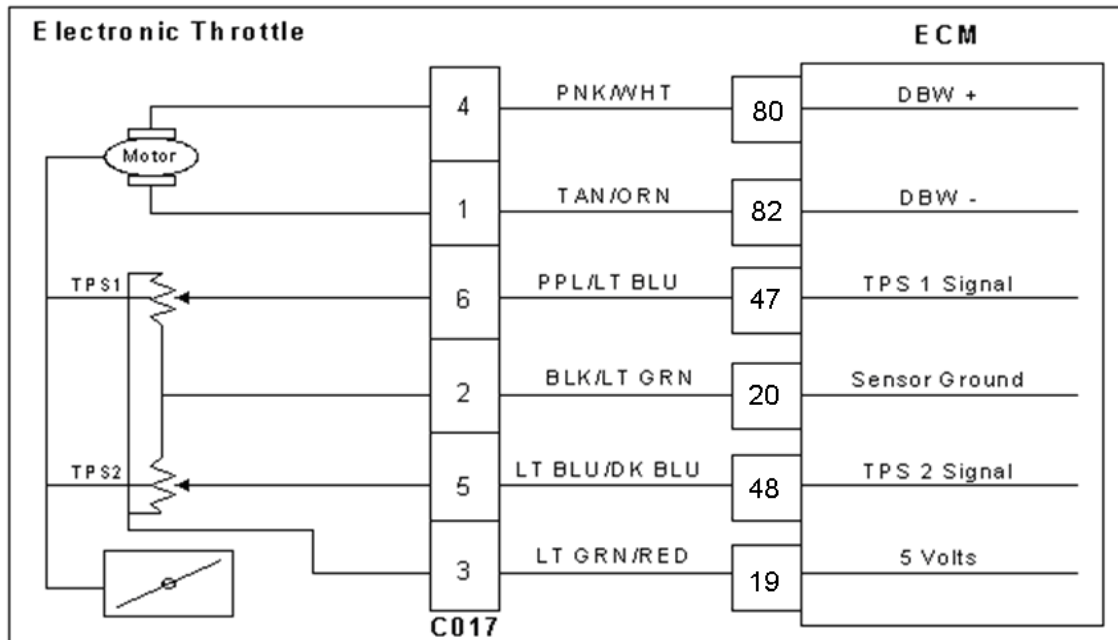 Electronic Throttle
ECM
4 PNK/WHT 80 DBW +
Motor
1 TAN/ORN 82 DBW -
TPS1 6 PPL/LT BLU 47 TPS 1 Signal
2 BLK/LT GRN 20 Sensor Ground
TPS2 5 LT BLU/DK BLU 48 TPS 2 Signal
3 LT GRN/RED 19 5 Volts
C017